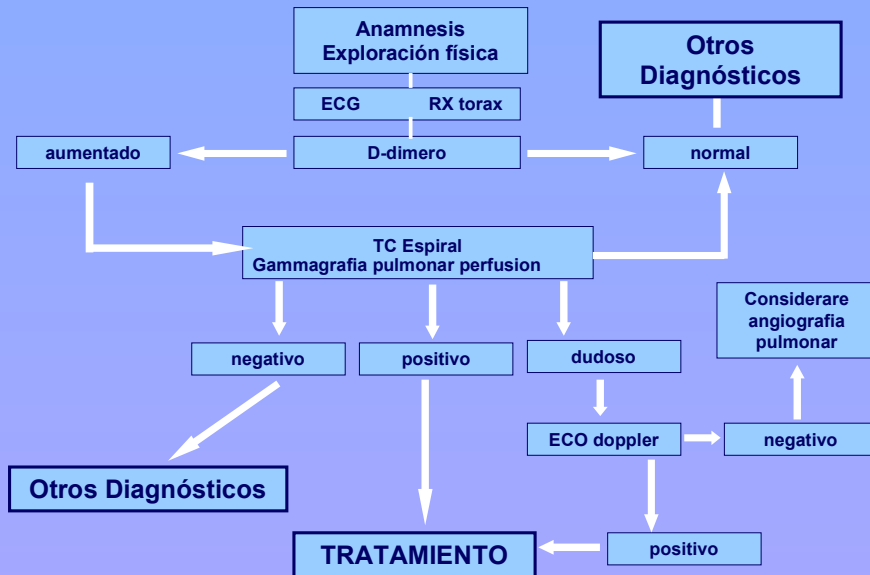 Anamnesis
Exploración física
Otros
Diagnósticos
ECG RX torax
aumentado
D-dimero
normal
TC Espiral
Gammagrafia pulmonar perfusion
Considerare
angiografia
pulmonar
negativo
positivo
dudoso
ECO doppler
negativo
Otros Diagnósticos
TRATAMIENTO
positivo